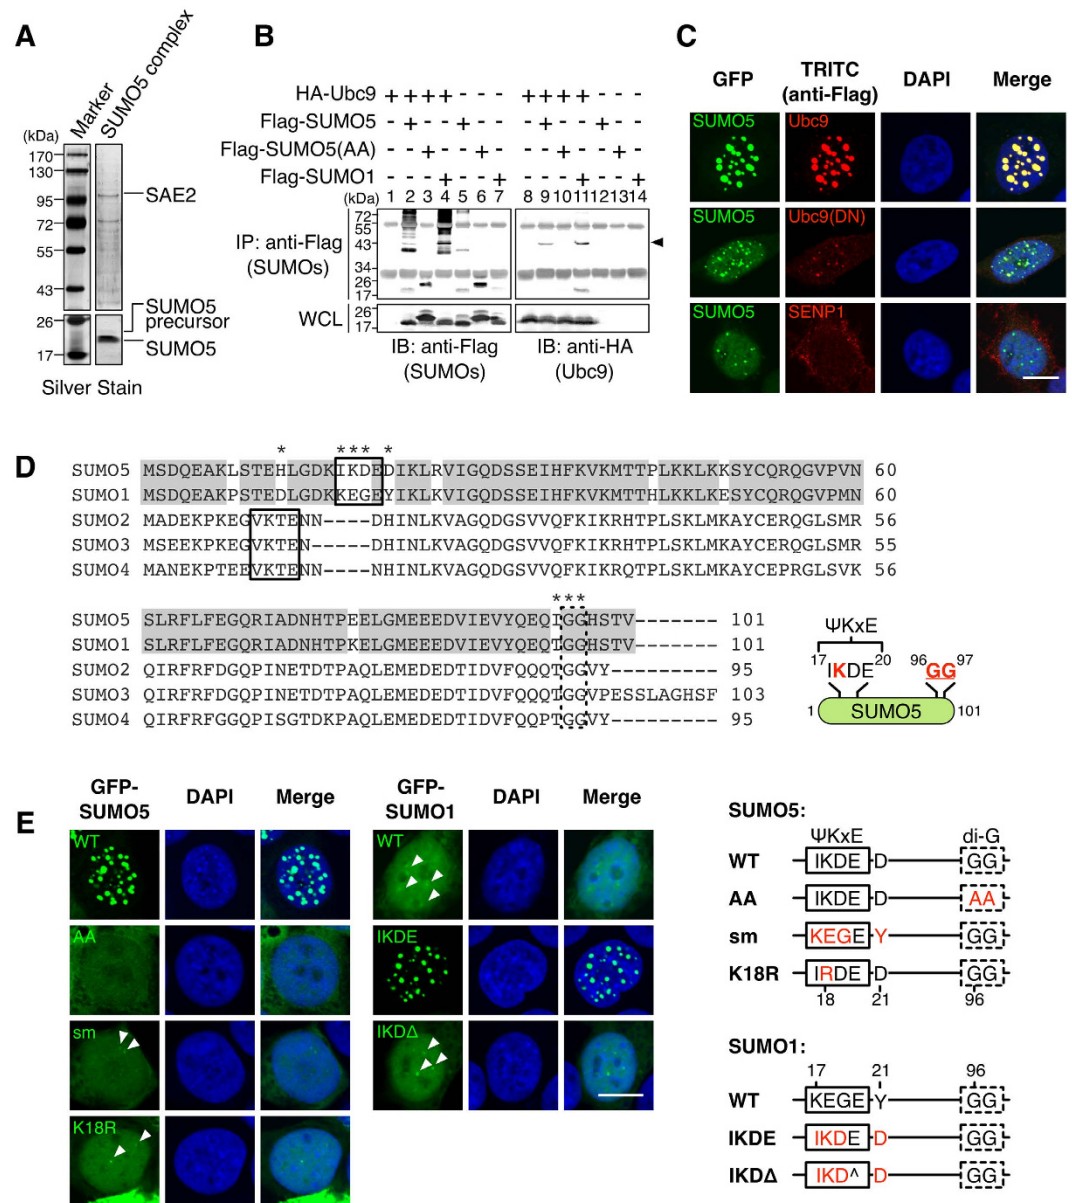 A
Marker
SUMO5 complex
(kDa)
170
130
95
72
55
43
26
17
SAE2
SUMO5
precursor
SUMO5
Silver Stain
B
HA-Ubc9 + + + + - - - + + + + - - -
Flag-SUMO5 - + - - + - - - + - - + - -
Flag-SUMO5(AA) - - + - - + - - - + - - + -
Flag-SUMO1 - - - + - - + - - - + - - +
(kDa) 1 2 3 4 5 6 7 8 9 10 11 12 13 14
72
55
43
34
26
17
IP: anti-Flag
(SUMOs)
26
17
WCL
IB: anti-Flag
(SUMOs)
IB: anti-HA
(Ubc9)
C
GFP TRITC (anti-Flag) DAPI Merge
SUMO5 Ubc9
SUMO5 Ubc9(DN)
SUMO5 SENP1
D
* *** *
SUMO5 MSDQEAKLSTEHLGDKIKDEDIKLRVIGQDSSEIHFKVKMTTPLKKLKKSYCQRQGVPVN 60
SUMO1 MSDQEAKPSTEDLGDKKEGEYIKLKVIGQDSSEIHFKVKMTTHLKKLKESYCQRQGVPMN 60
SUMO2 MADEKPKEGVKTENN----DHINLKVAGQDGSVVQFKIKRHTPLSKLMKAYCERQGLSMR 56
SUMO3 MSEEKPKEGVKTEN-----DHINLKVAGQDGSVVQFKIKRHTPLSKLMKAYCERQGLSMR 55
SUMO4 MANEKPTEEVKTENN----NHINLKVAGQDGSVVQFKIKRQTPLSKLMKAYCEPRGLSVK 56
***
SUMO5 SLRFLFEGQRIADNHTPEELGMEEEDVIEVYQEQIGGHSTV------- 101
SUMO1 SLRFLFEGQRIADNHTPKELGMEEEDVIEVYQEQTGGHSTV------- 101
SUMO2 QIRFRFDGQPINETDTPAQLEMEDEDTIDVFQQQTGGVY--------- 95
SUMO3 QIRFRFDGQPINETDTPAQLEMEDEDTIDVFQQQTGGVPESSLAGHSF 103
SUMO4 QIRFRFGGQPISGTDKPAQLEMEDEDTIDVFQQPTGGVY--------- 95
ΨKxE
17 20 96 97
IKDE GG
1 SUMO5 101
E
GFP-SUMO5 DAPI Merge
WT
AA
sm
K18R
GFP-SUMO1 DAPI Merge
WT
IKDE
IKDΔ
SUMO5:
ΨKxE di-G
WT IKDE D GG
AA IKDE D AA
sm KEGE Y GG
K18R IRDE D GG
18 21 96
SUMO1:
17 21 96
WT KEGE Y GG
IKDE IKDE D GG
IKDΔ IKD^ D GG